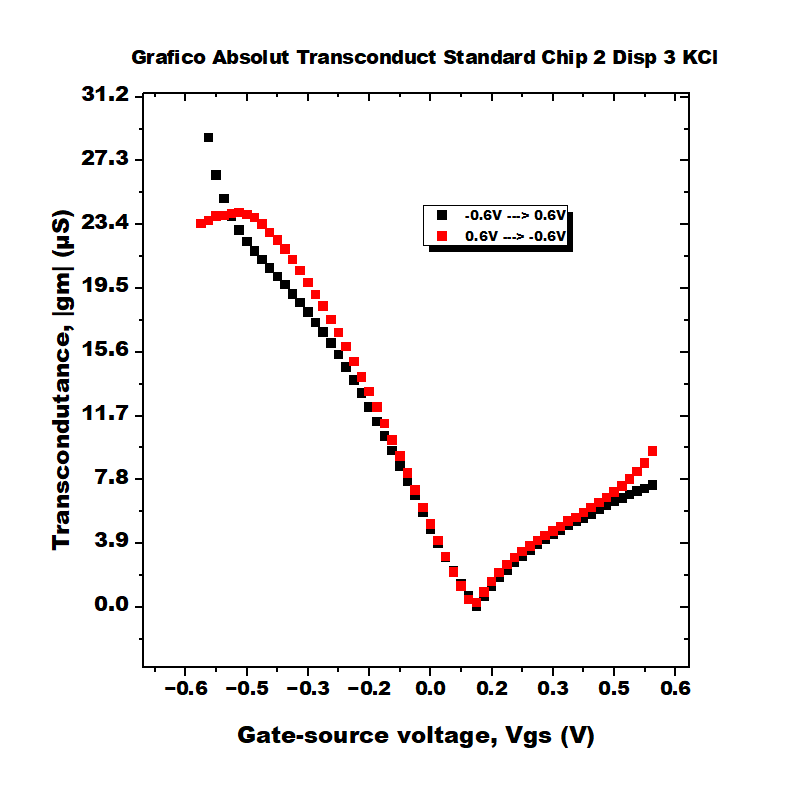 Grafico Absolut Transconduct Standard Chip 2 Disp 3 KCl
31.2
27.3
23.4
19.5
15.6
11.7
7.8
3.9
0.0
Transcondutance, |gm| (µS)
-0.6V ---> 0.6V
0.6V ---> -0.6V
−0.6 −0.5 −0.3 −0.2 0.0 0.2 0.3 0.5 0.6
Gate-source voltage, Vgs (V)